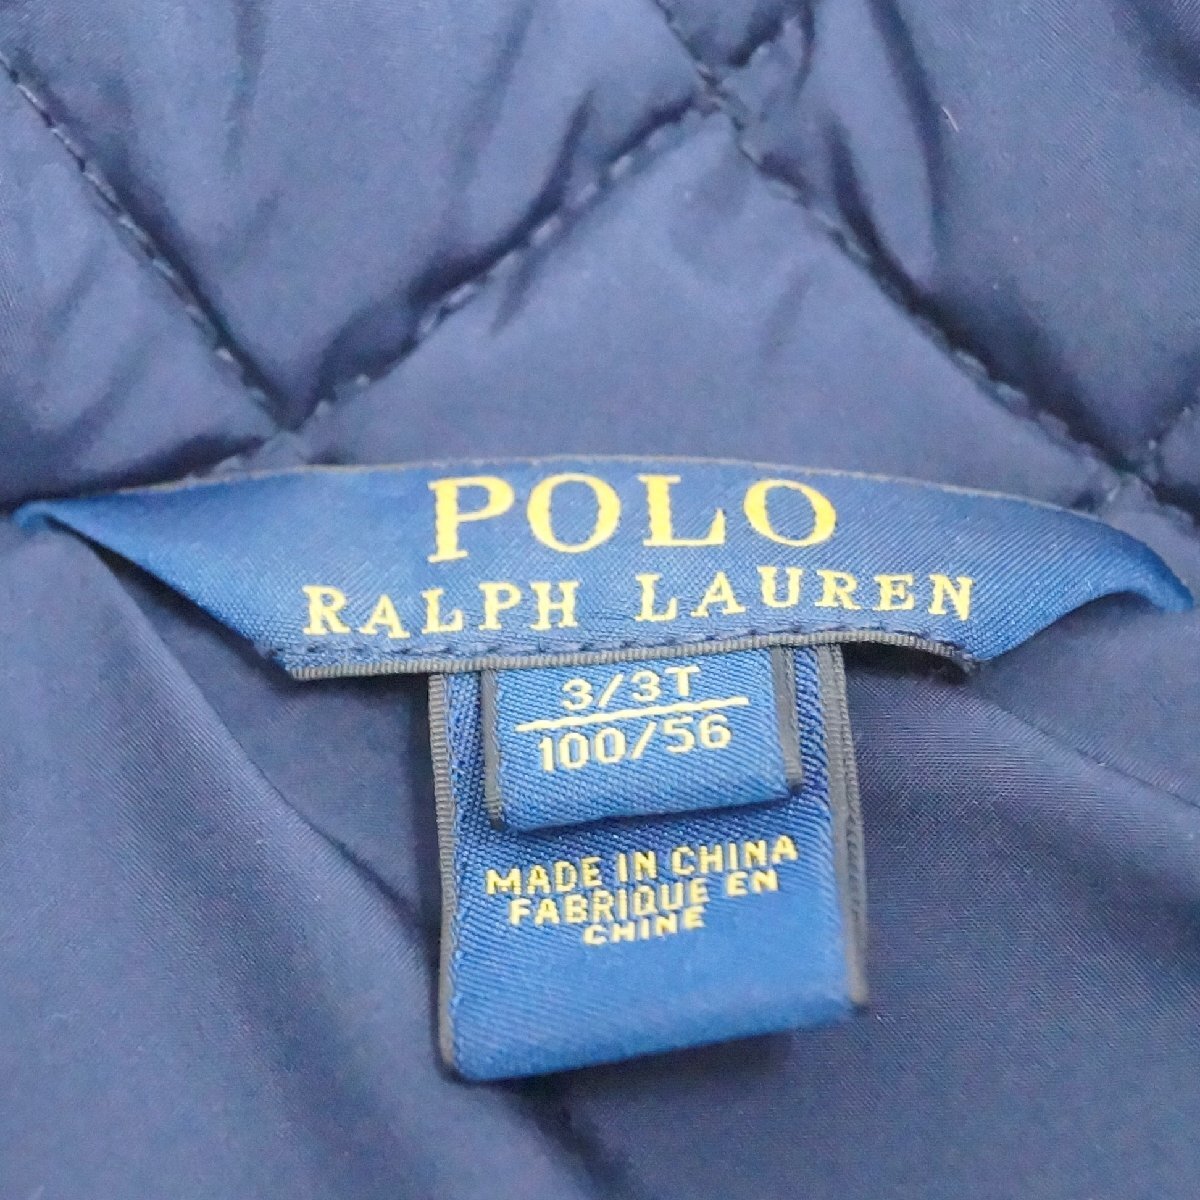 POLO
RALPH LAUREN
3/3T
100/56
MADE IN CHINA
FABRIQUE EN
CHINE